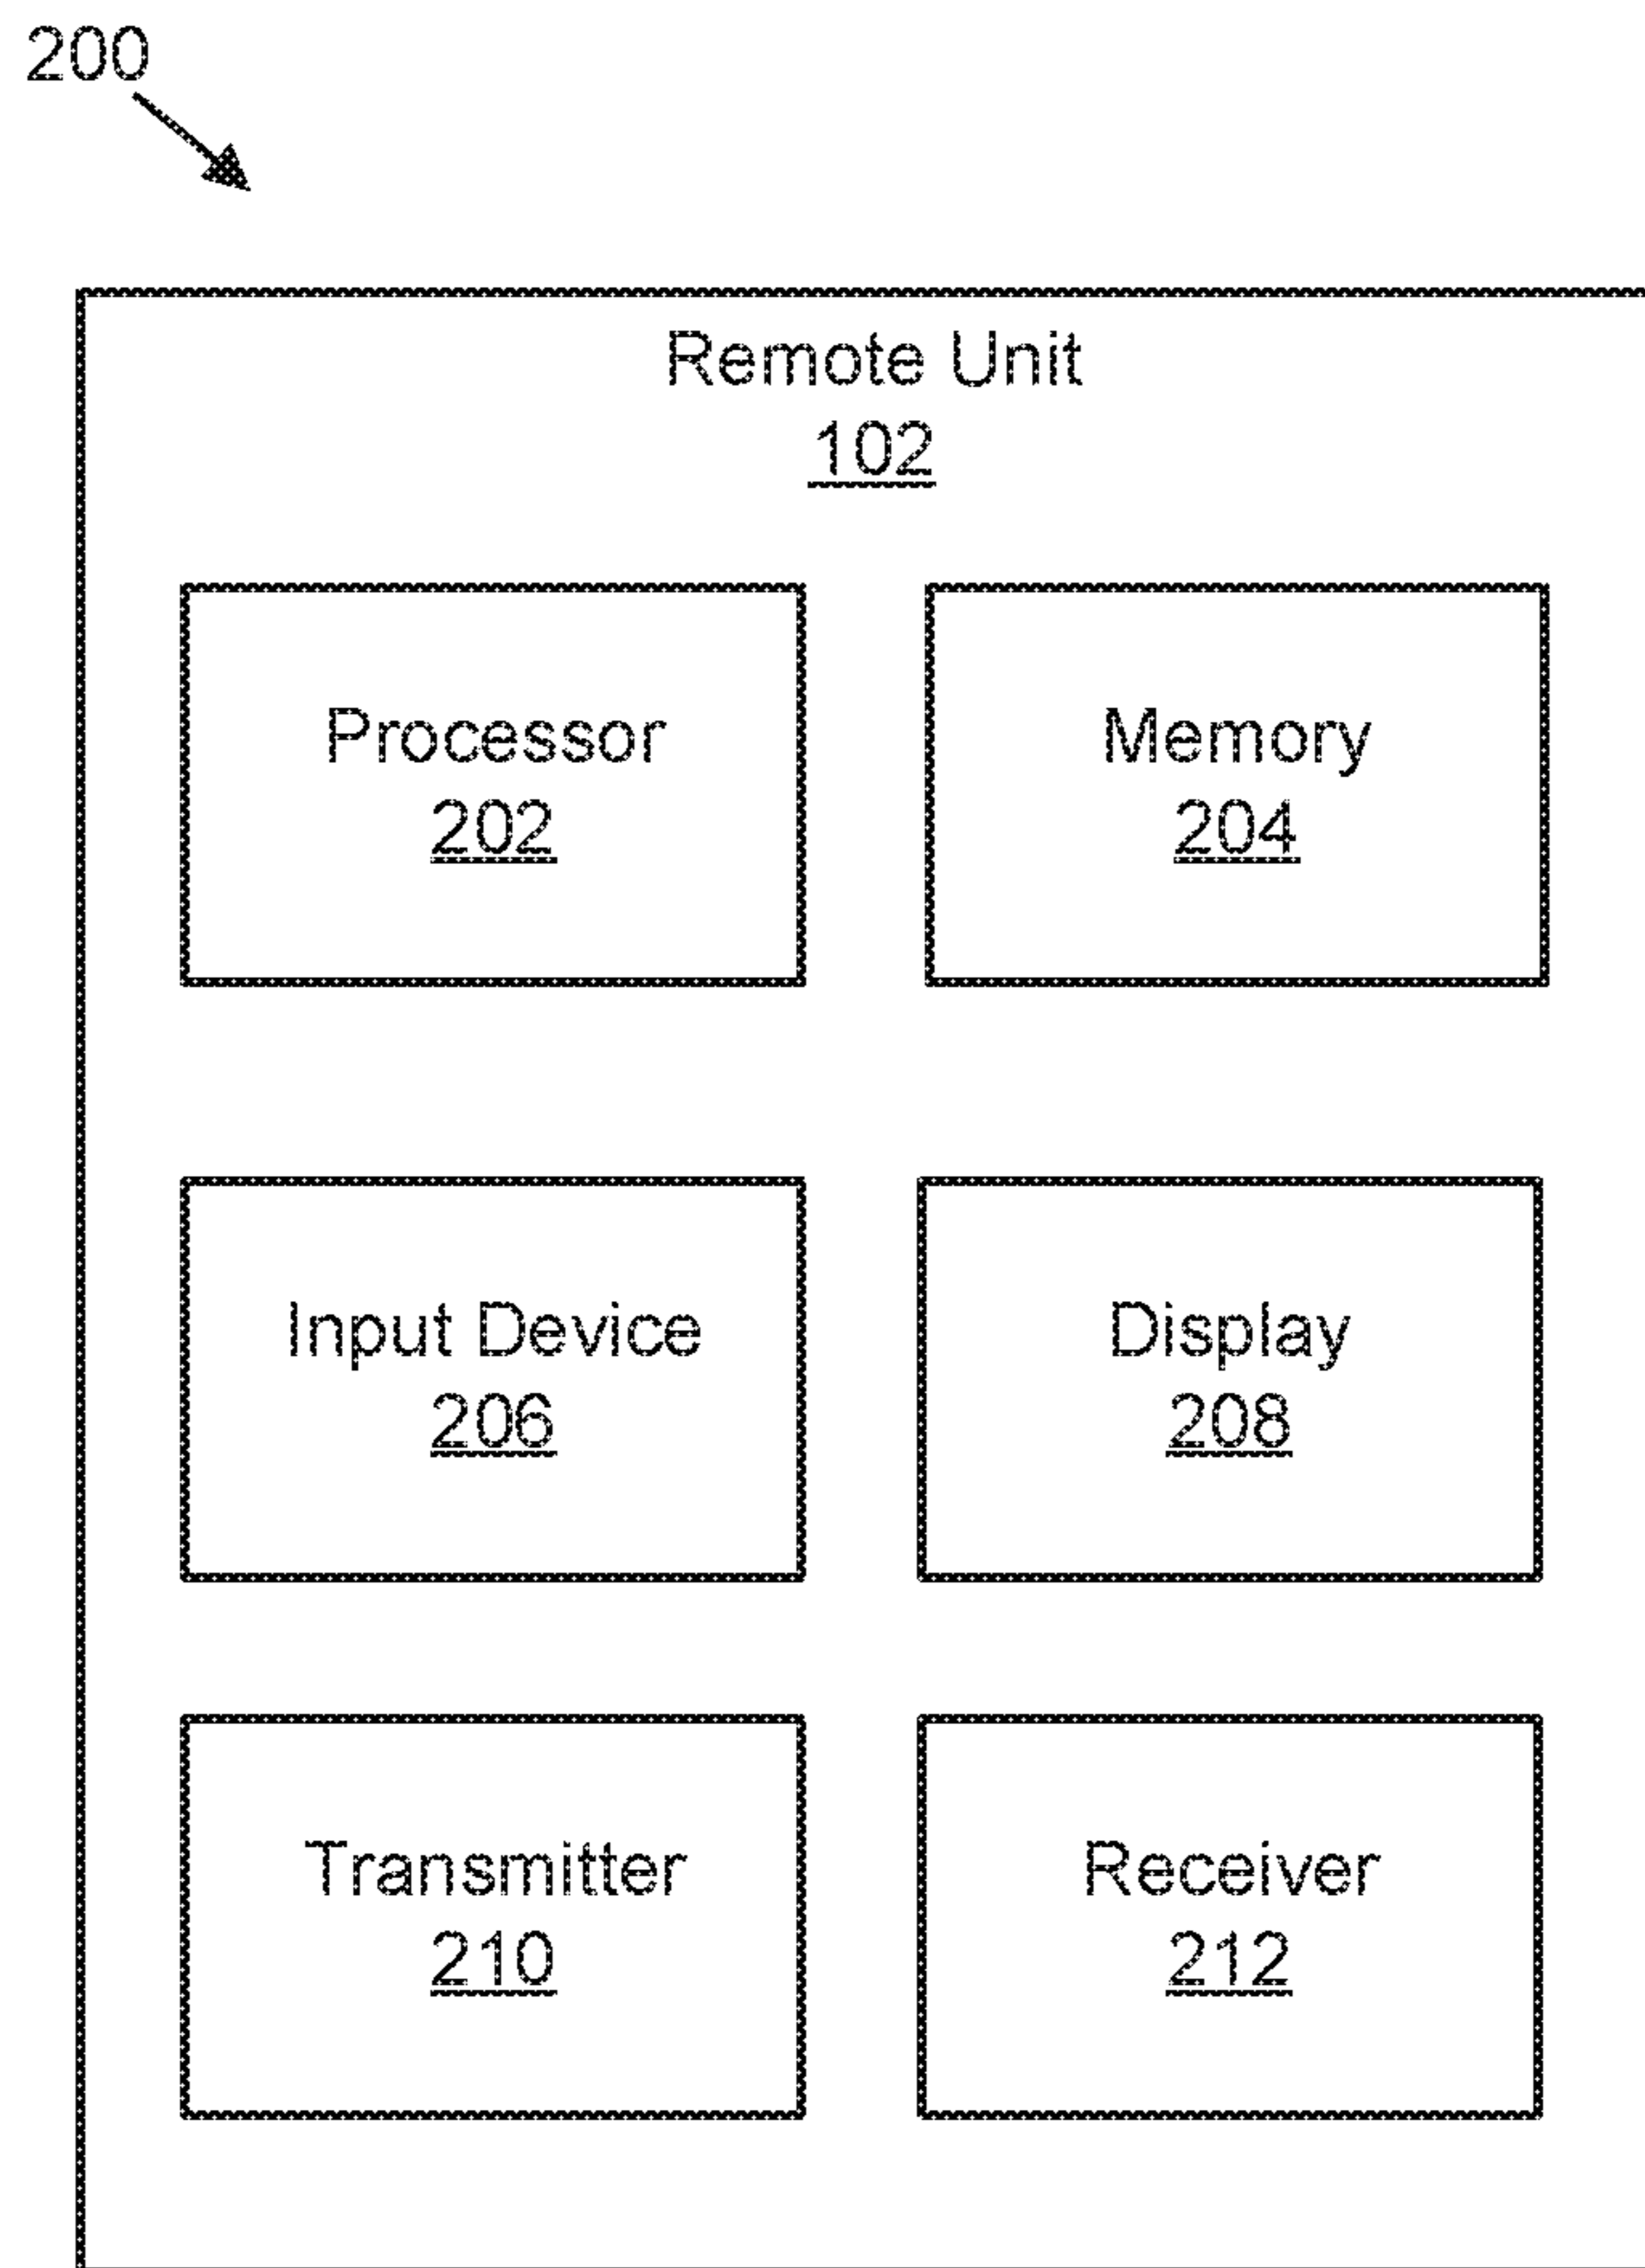 200
Remote Unit
102
Processor
202
Memory
204
Input Device
206
Display
208
Transmitter
210
Receiver
212